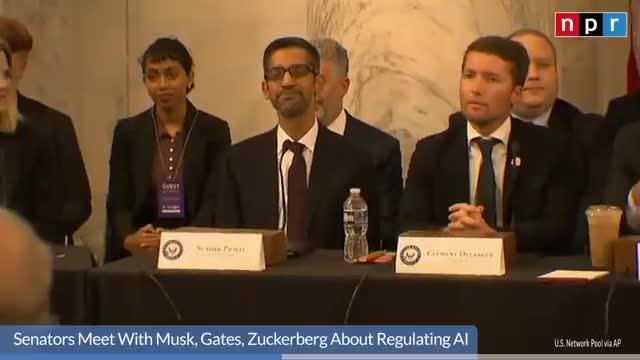 npr
GUEST
SUNDAR PICHAI
CLEMENT DELANGUE
Senators Meet With Musk, Gates, Zuckerberg About Regulating AI
U.S. Network Pool via AP